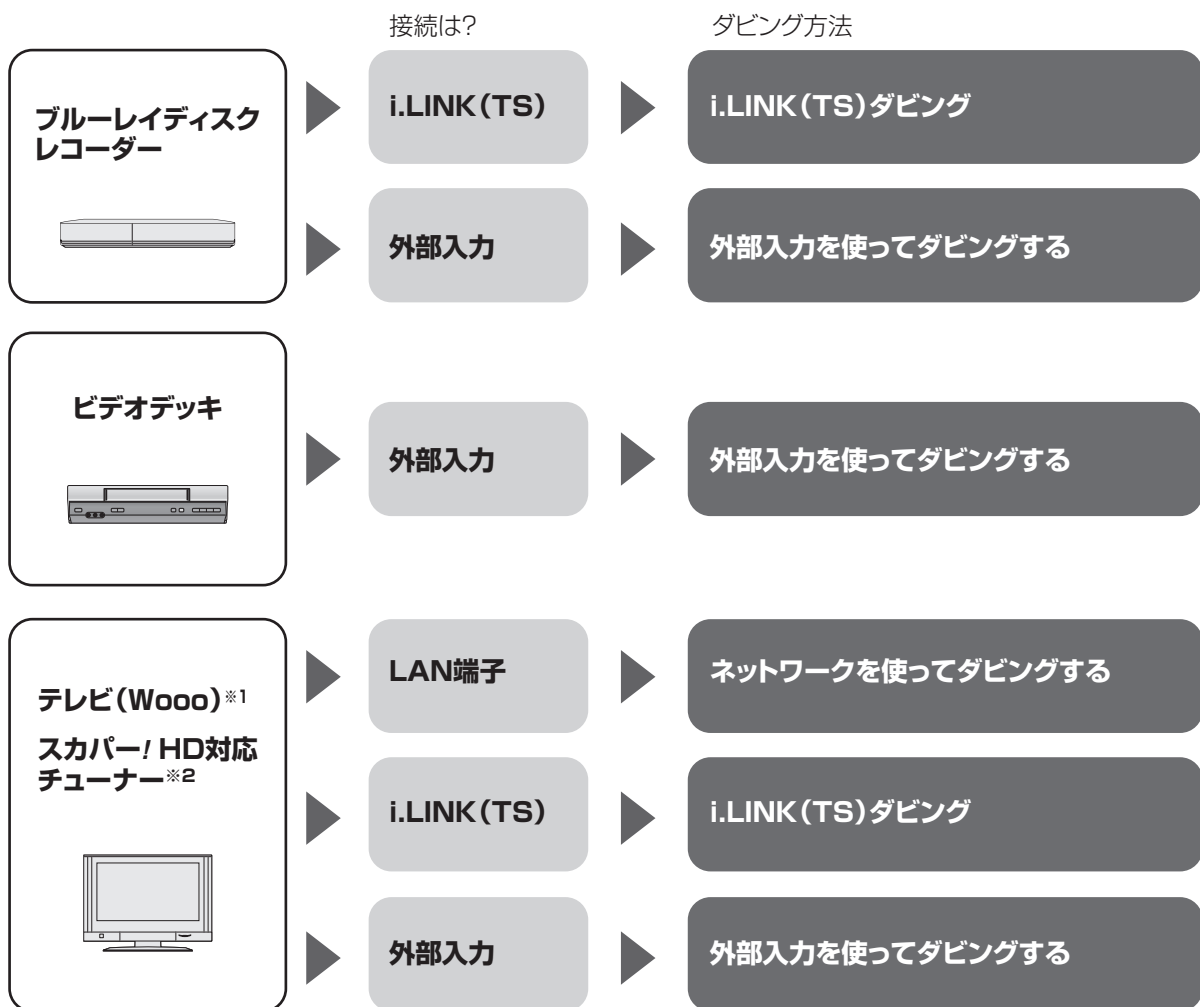 接続は?
ダビング方法
ブルーレイディスク
レコーダー
i.LINK(TS)
i.LINK(TS)ダビング
外部入力
外部入力を使ってダビングする
ビデオデッキ
外部入力
外部入力を使ってダビングする
テレビ(Wooo)※1
スカパー! HD対応
チューナー※2
LAN端子
ネットワークを使ってダビングする
i.LINK(TS)
i.LINK(TS)ダビング
外部入力
外部入力を使ってダビングする